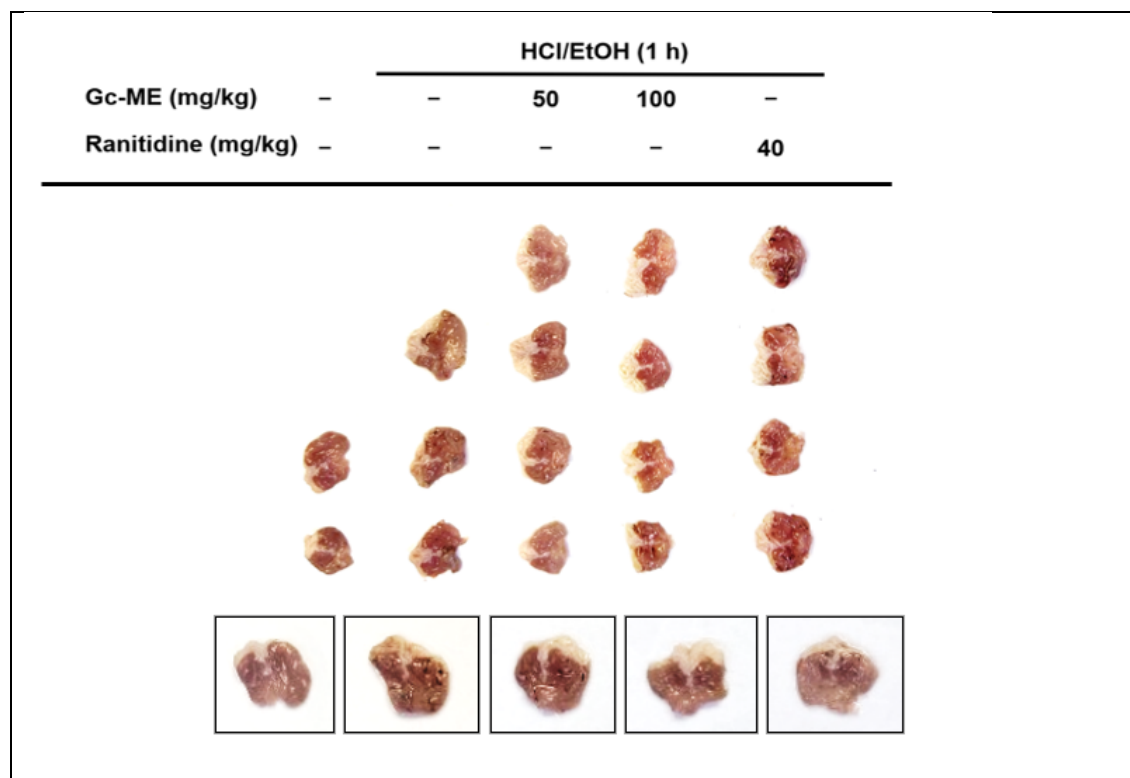 HCl/EtOH (1 h)
Gc-ME (mg/kg) – – 50 100 –
Ranitidine (mg/kg) – – – – 40